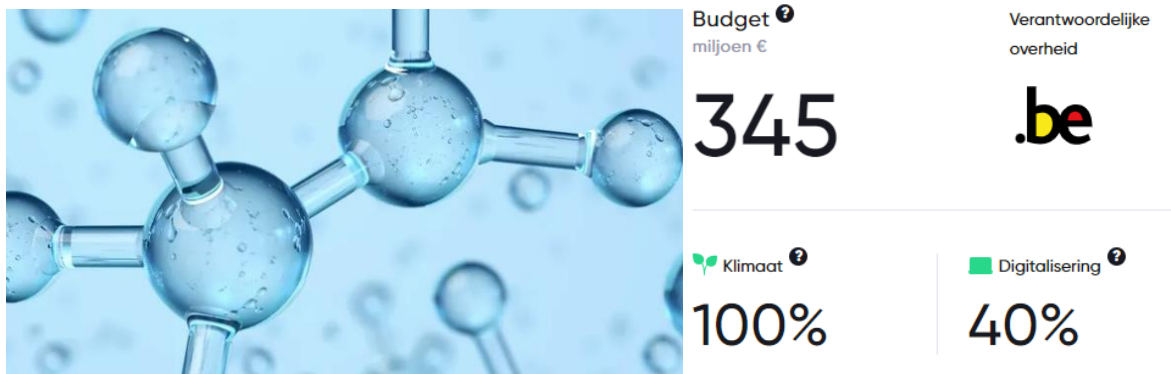 Budget ?
miljoen €
345
Verantwoordelijke
overheid
.be
Klimaat ?
100%
Digitalisering ?
40%